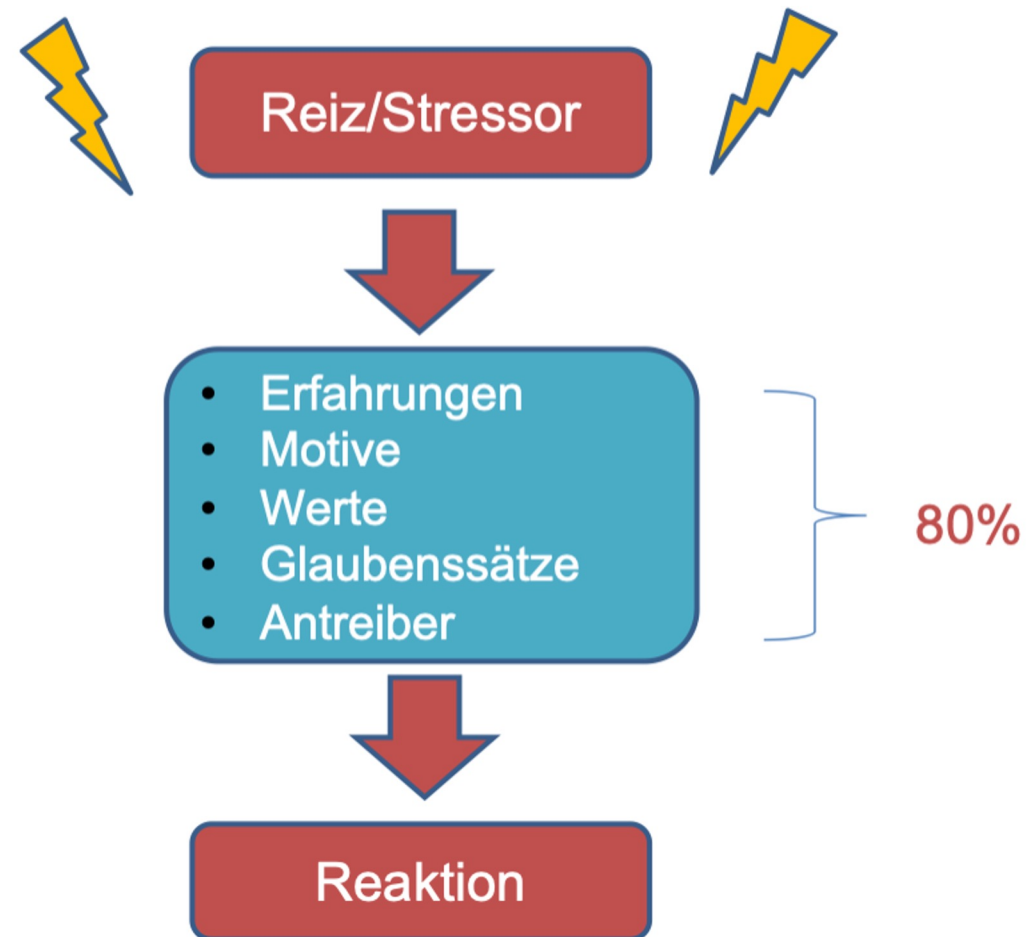 Reiz/Stressor
• Erfahrungen
• Motive
• Werte
• Glaubenssätze
• Antreiber
80%
Reaktion